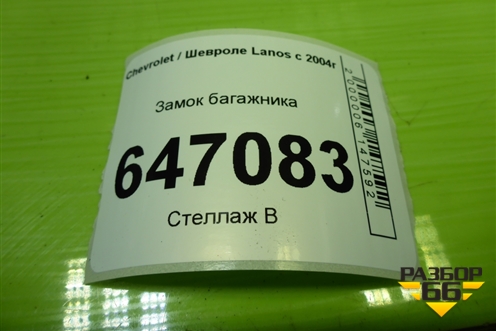 Chevrolet / Шевроле Lanos с 2004г
Замок багажника
647083
Стеллаж В
2000006147592
РАЗБОР
66